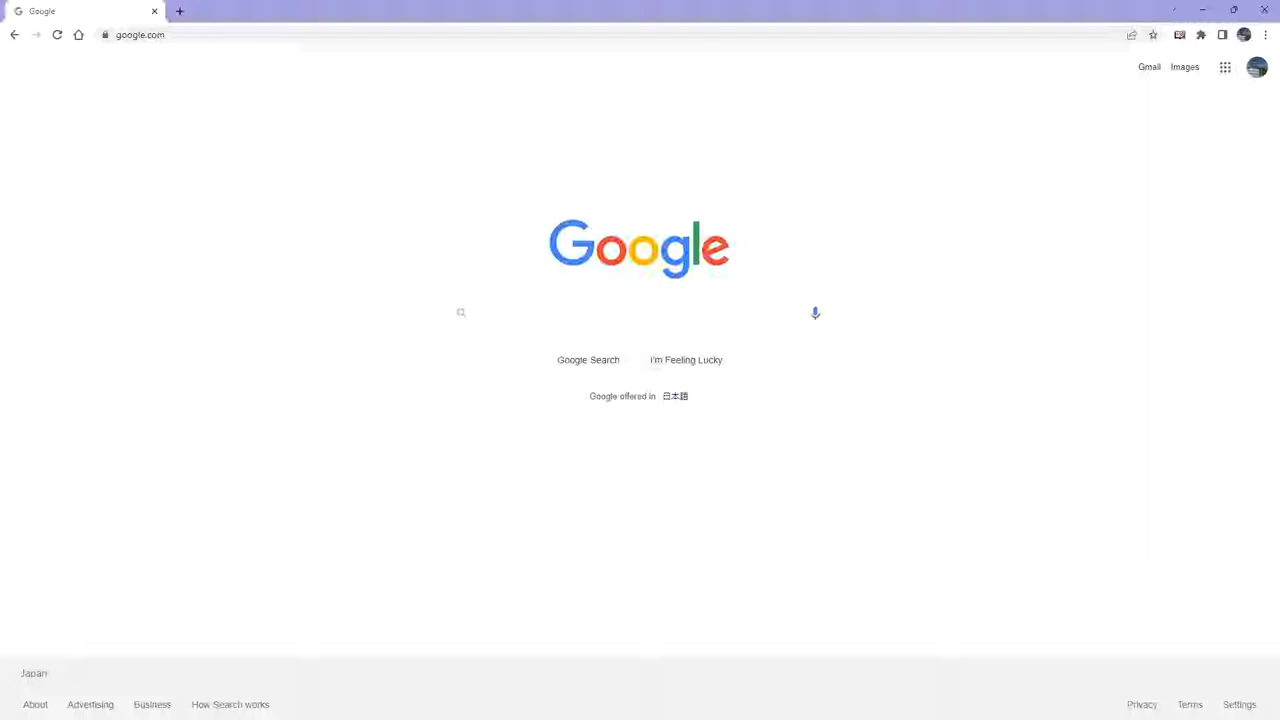 Google
google.com
Gmail Images
Google
Google Search I'm Feeling Lucky
Google offered in 日本語
Japan
About Advertising Business How Search works Privacy Terms Settings